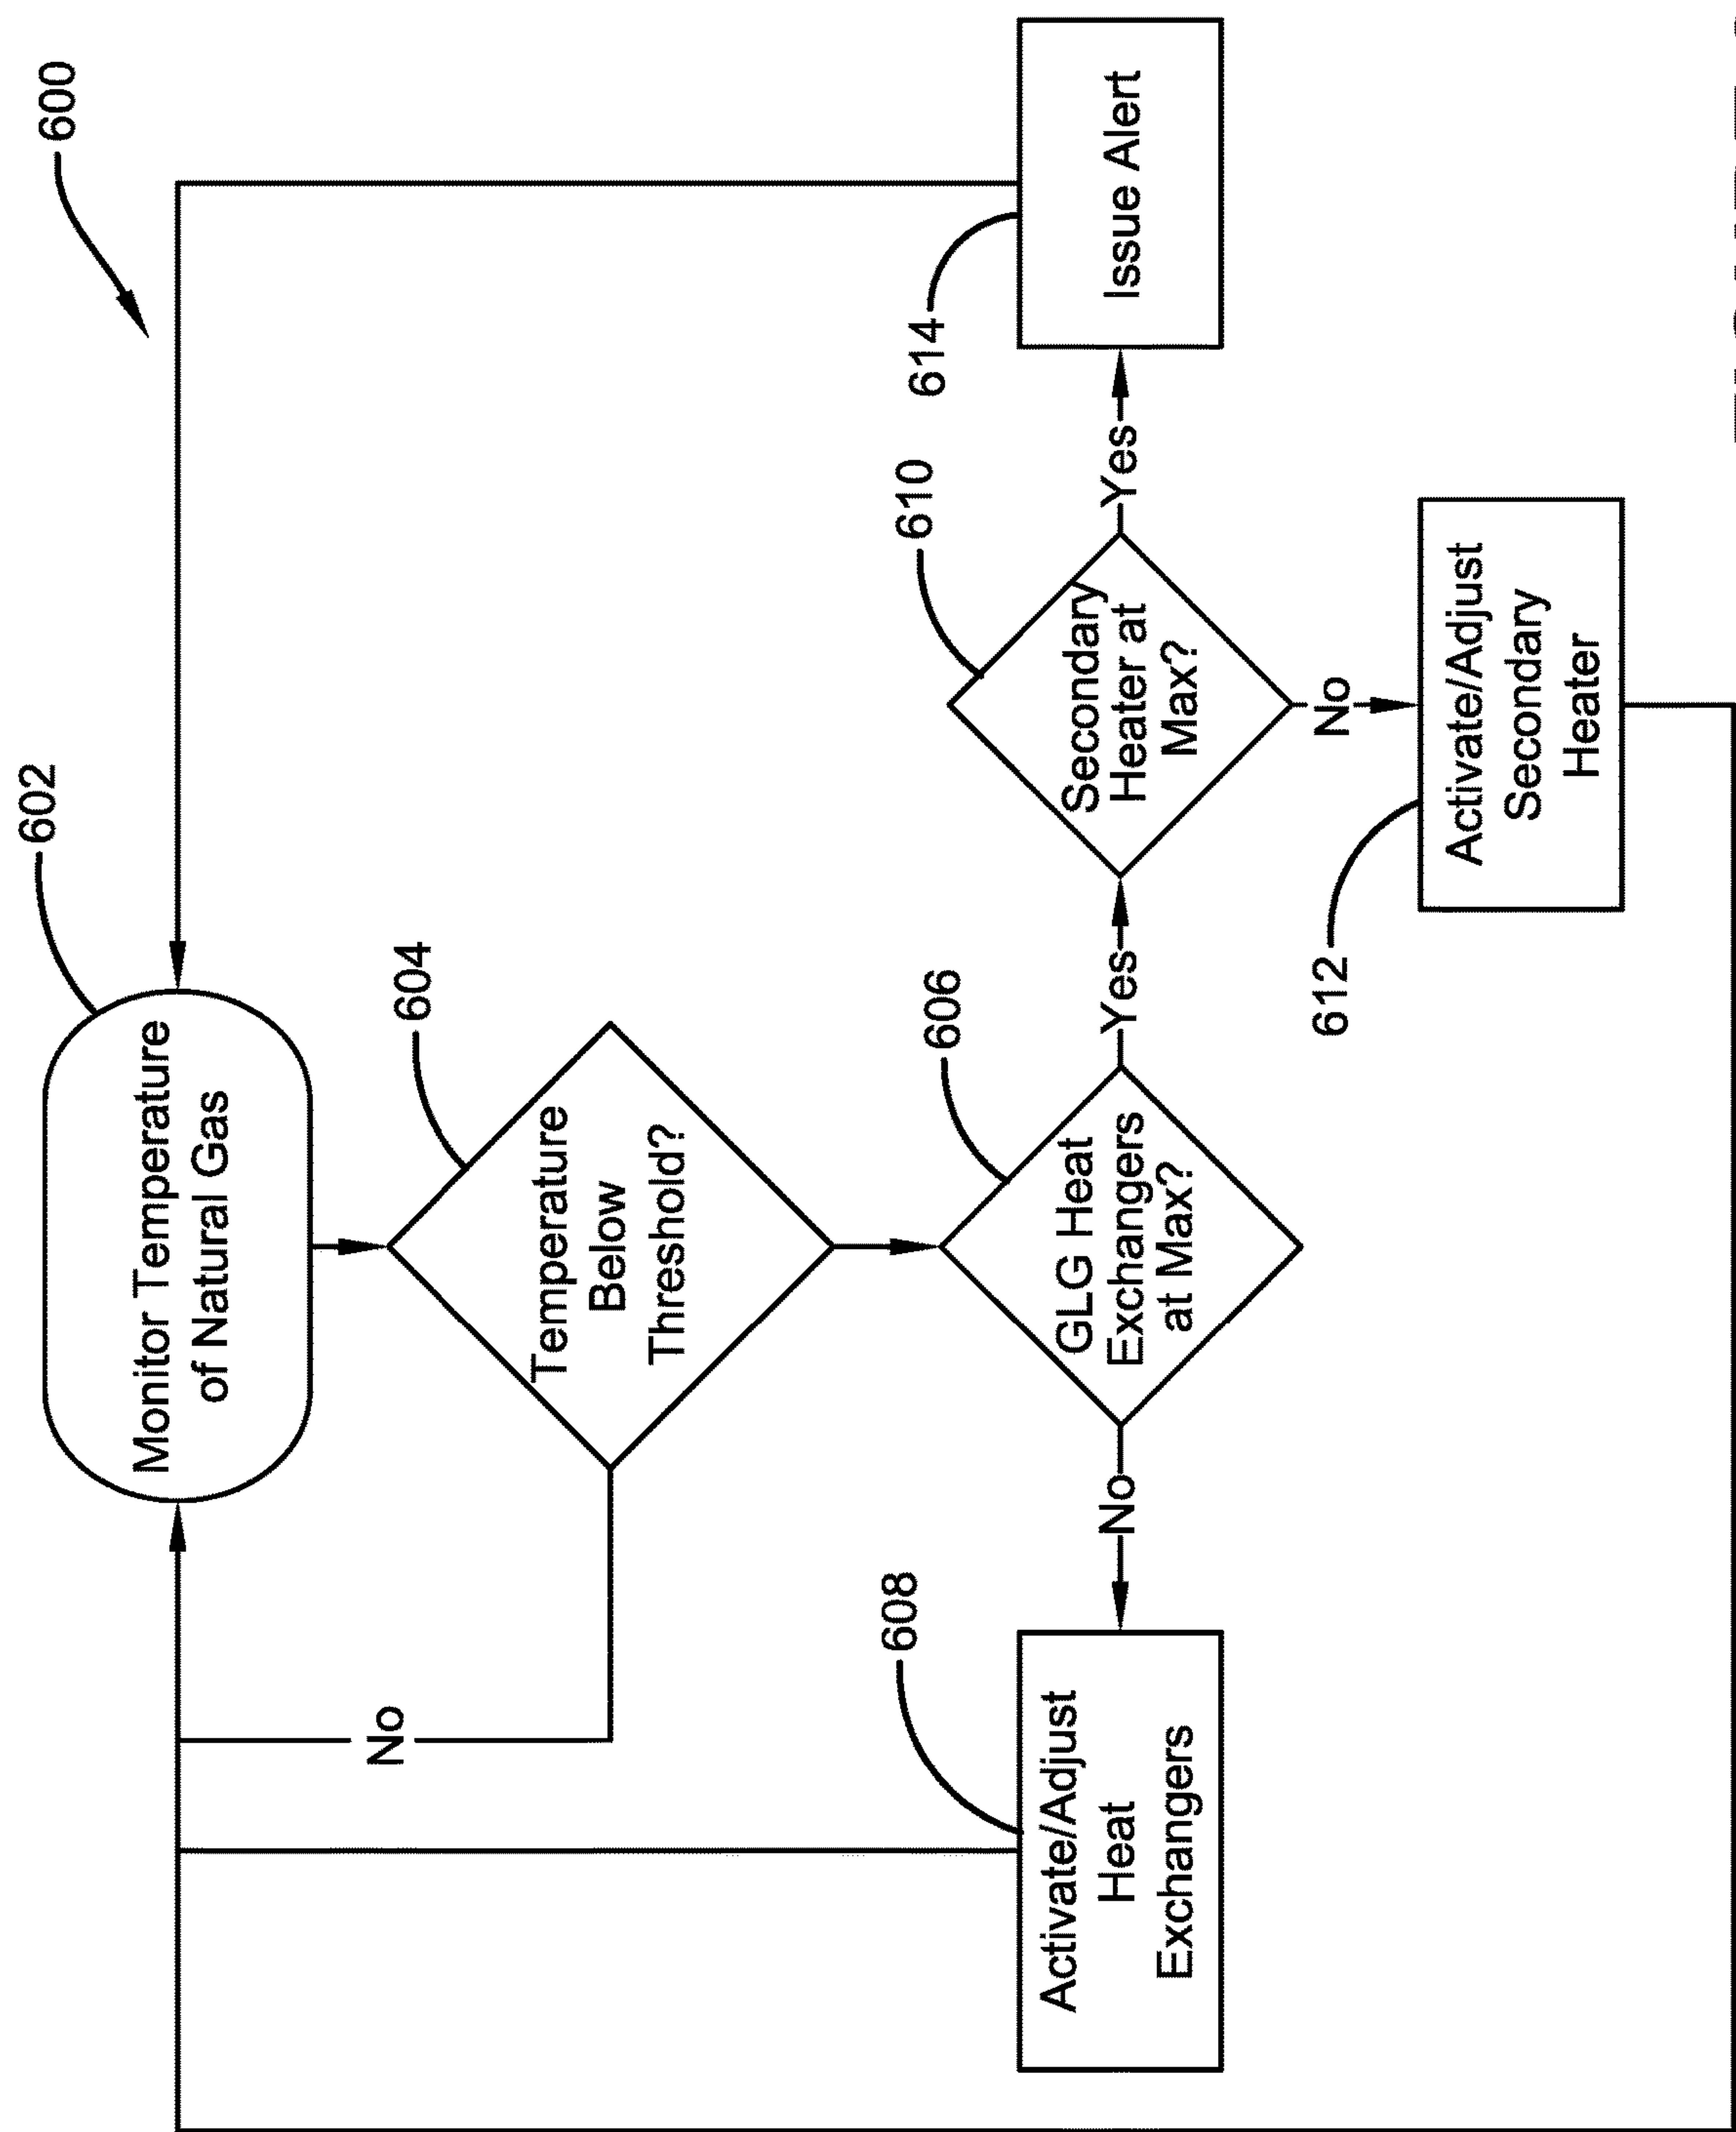 600
602
Monitor Temperature
of Natural Gas
604
Temperature
Below
Threshold?
No
606
GLG Heat
Exchangers
at Max?
No
Yes
608
Activate/Adjust
Heat
Exchangers
610
Secondary
Heater at
Max?
Yes
No
614
Issue Alert
612
Activate/Adjust
Secondary
Heater